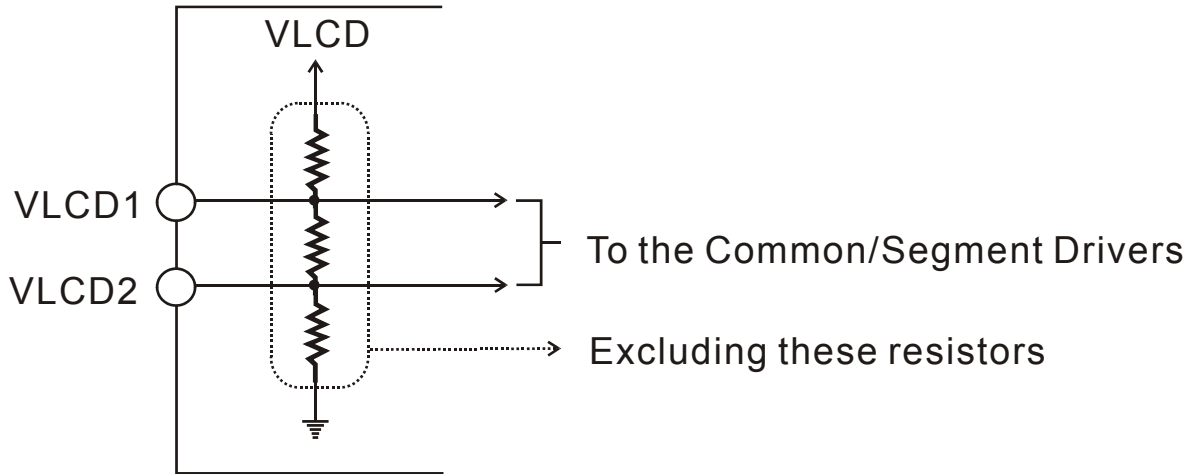 VLCD
VLCD1
VLCD2
To the Common/Segment Drivers
Excluding these resistors